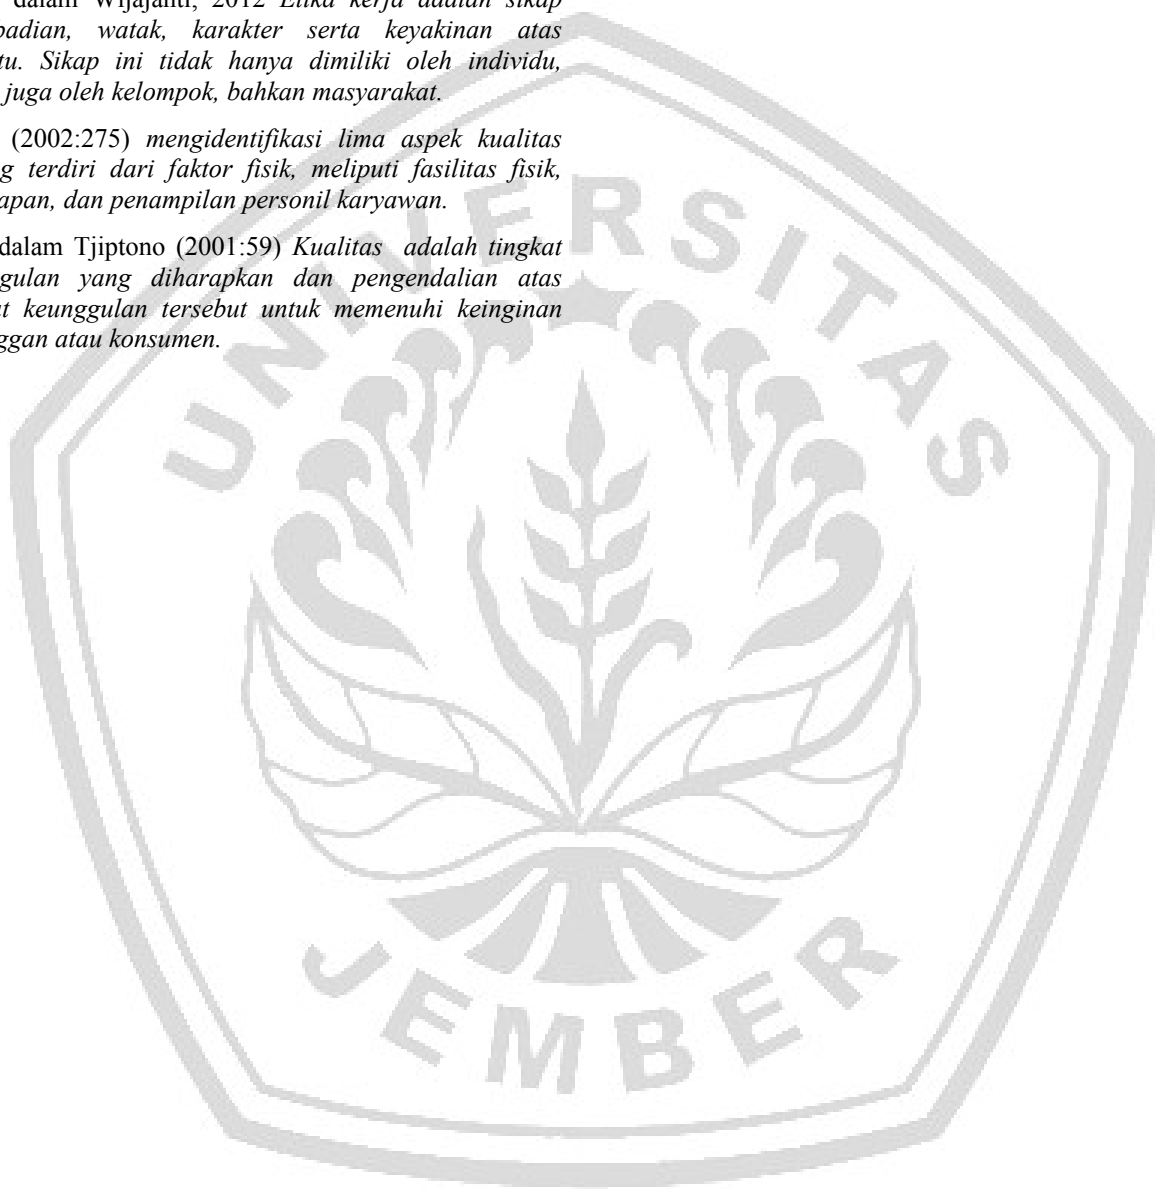 dalam Wijajanti, 2012 Etika kerja adalah sikap
badian, watak, karakter serta keyakinan atas
tu. Sikap ini tidak hanya dimiliki oleh individu,
juga oleh kelompok, bahkan masyarakat.
(2002:275) mengidentifikasi lima aspek kualitas
g terdiri dari faktor fisik, meliputi fasilitas fisik,
apan, dan penampilan personil karyawan.
dalam Tjiptono (2001:59) Kualitas adalah tingkat
gulan yang diharapkan dan pengendalian atas
at keunggulan tersebut untuk memenuhi keinginan
ggan atau konsumen.
UNIVERSITAS
JEMBER